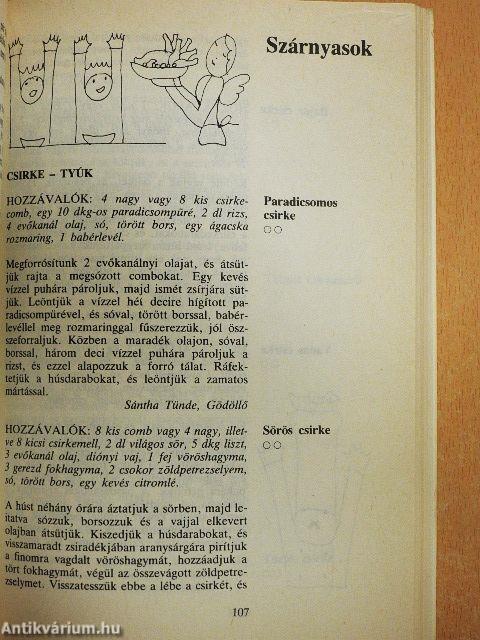 Szárnyasok
CSIRKE – TYÚK
Paradicsomos
csirke
HOZZÁVALÓK: 4 nagy vagy 8 kis csirke-
comb, egy 10 dkg-os paradicsompüré, 2 dl rizs,
4 evőkanál olaj, só, törött bors, egy ágacska
rozmaring, 1 babérlevél.
Megforrósítunk 2 evőkanálnyi olajat, és átsüt-
jük rajta a megsózott combokat. Egy kevés
vízzel puhára pároljuk, majd ismét zsírjára süt-
jük. Leöntjük a vízzel hét decire hígított pa-
radicsompürével, és sóval, törött borssal, babér-
levéllel meg rozmaringgal fűszerezzük, jól ösz-
szeforraljuk. Közben a maradék olajon, sóval,
borssal, három deci vízzel puhára pároljuk a
rizst, és ezzel alapozzuk a forró tálat. Ráfek-
tetjük a húsdarabokat, és leöntjük a zamatos
mártással.
Sántha Tünde, Gödöllő
Sörös csirke
HOZZÁVALÓK: 8 kis comb vagy 4 nagy, illet-
ve 8 kicsi csirkemell, 2 dl világos sör, 5 dkg liszt,
3 evőkanál olaj, diónyi vaj, 1 fej vöröshagyma,
3 gerezd fokhagyma, 2 csokor zöldpetrezselyem,
só, törött bors, egy kevés citromlé.
A húst néhány órára áztatjuk a sörben, majd le-
itatva sózzuk, borsozzuk és a vajjal elkevert
olajban átsütjük. Kiszedjük a húsdarabokat, és
visszamaradt zsiradékjában aranysárgára pirítjuk
a finomra vagdalt vöröshagymát, hozzáadjuk a
tört fokhagymát, végül az összevágott zöldpetre-
zselymet. Visszatesszük ebbe a lébe a csirkét, és
107
Antikvárium.hu